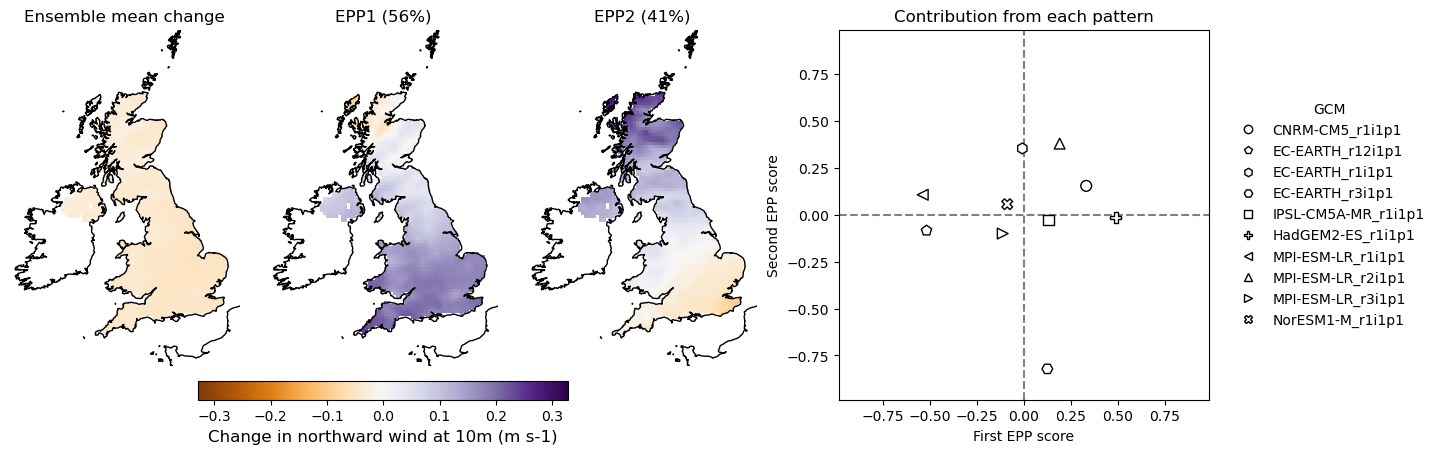 Ensemble mean change
EPP1 (56%)
EPP2 (41%)
Contribution from each pattern
−0.3 −0.2 −0.1 0.0 0.1 0.2 0.3
Change in northward wind at 10m (m s-1)
Second EPP score
0.75
0.50
0.25
0.00
−0.25
−0.50
−0.75
−0.75 −0.50 −0.25 0.00 0.25 0.50 0.75
First EPP score
GCM
CNRM-CM5_r1i1p1
EC-EARTH_r12i1p1
EC-EARTH_r1i1p1
EC-EARTH_r3i1p1
IPSL-CM5A-MR_r1i1p1
HadGEM2-ES_r1i1p1
MPI-ESM-LR_r1i1p1
MPI-ESM-LR_r2i1p1
MPI-ESM-LR_r3i1p1
NorESM1-M_r1i1p1